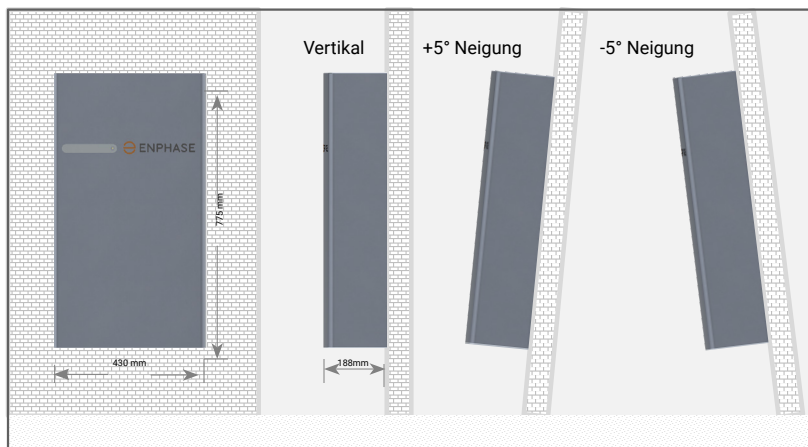 Vertikal
+5° Neigung
-5° Neigung
ENPHASE
775 mm
430 mm
188mm